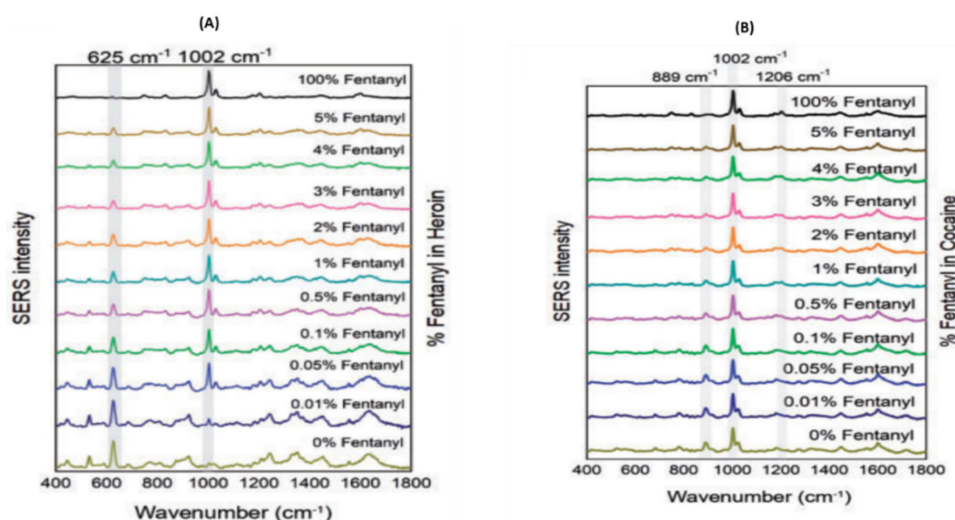 (A)
625 cm⁻¹ 1002 cm⁻¹
100% Fentanyl
5% Fentanyl
4% Fentanyl
3% Fentanyl
2% Fentanyl
1% Fentanyl
0.5% Fentanyl
0.1% Fentanyl
0.05% Fentanyl
0.01% Fentanyl
0% Fentanyl
SERS intensity
% Fentanyl in Heroin
400 600 800 1000 1200 1400 1600 1800
Wavenumber (cm⁻¹)
(B)
1002 cm⁻¹
889 cm⁻¹ 1206 cm⁻¹
100% Fentanyl
5% Fentanyl
4% Fentanyl
3% Fentanyl
2% Fentanyl
1% Fentanyl
0.5% Fentanyl
0.1% Fentanyl
0.05% Fentanyl
0.01% Fentanyl
0% Fentanyl
SERS intensity
% Fentanyl in Cocaine
400 600 800 1000 1200 1400 1600 1800
Wavenumber (cm⁻¹)